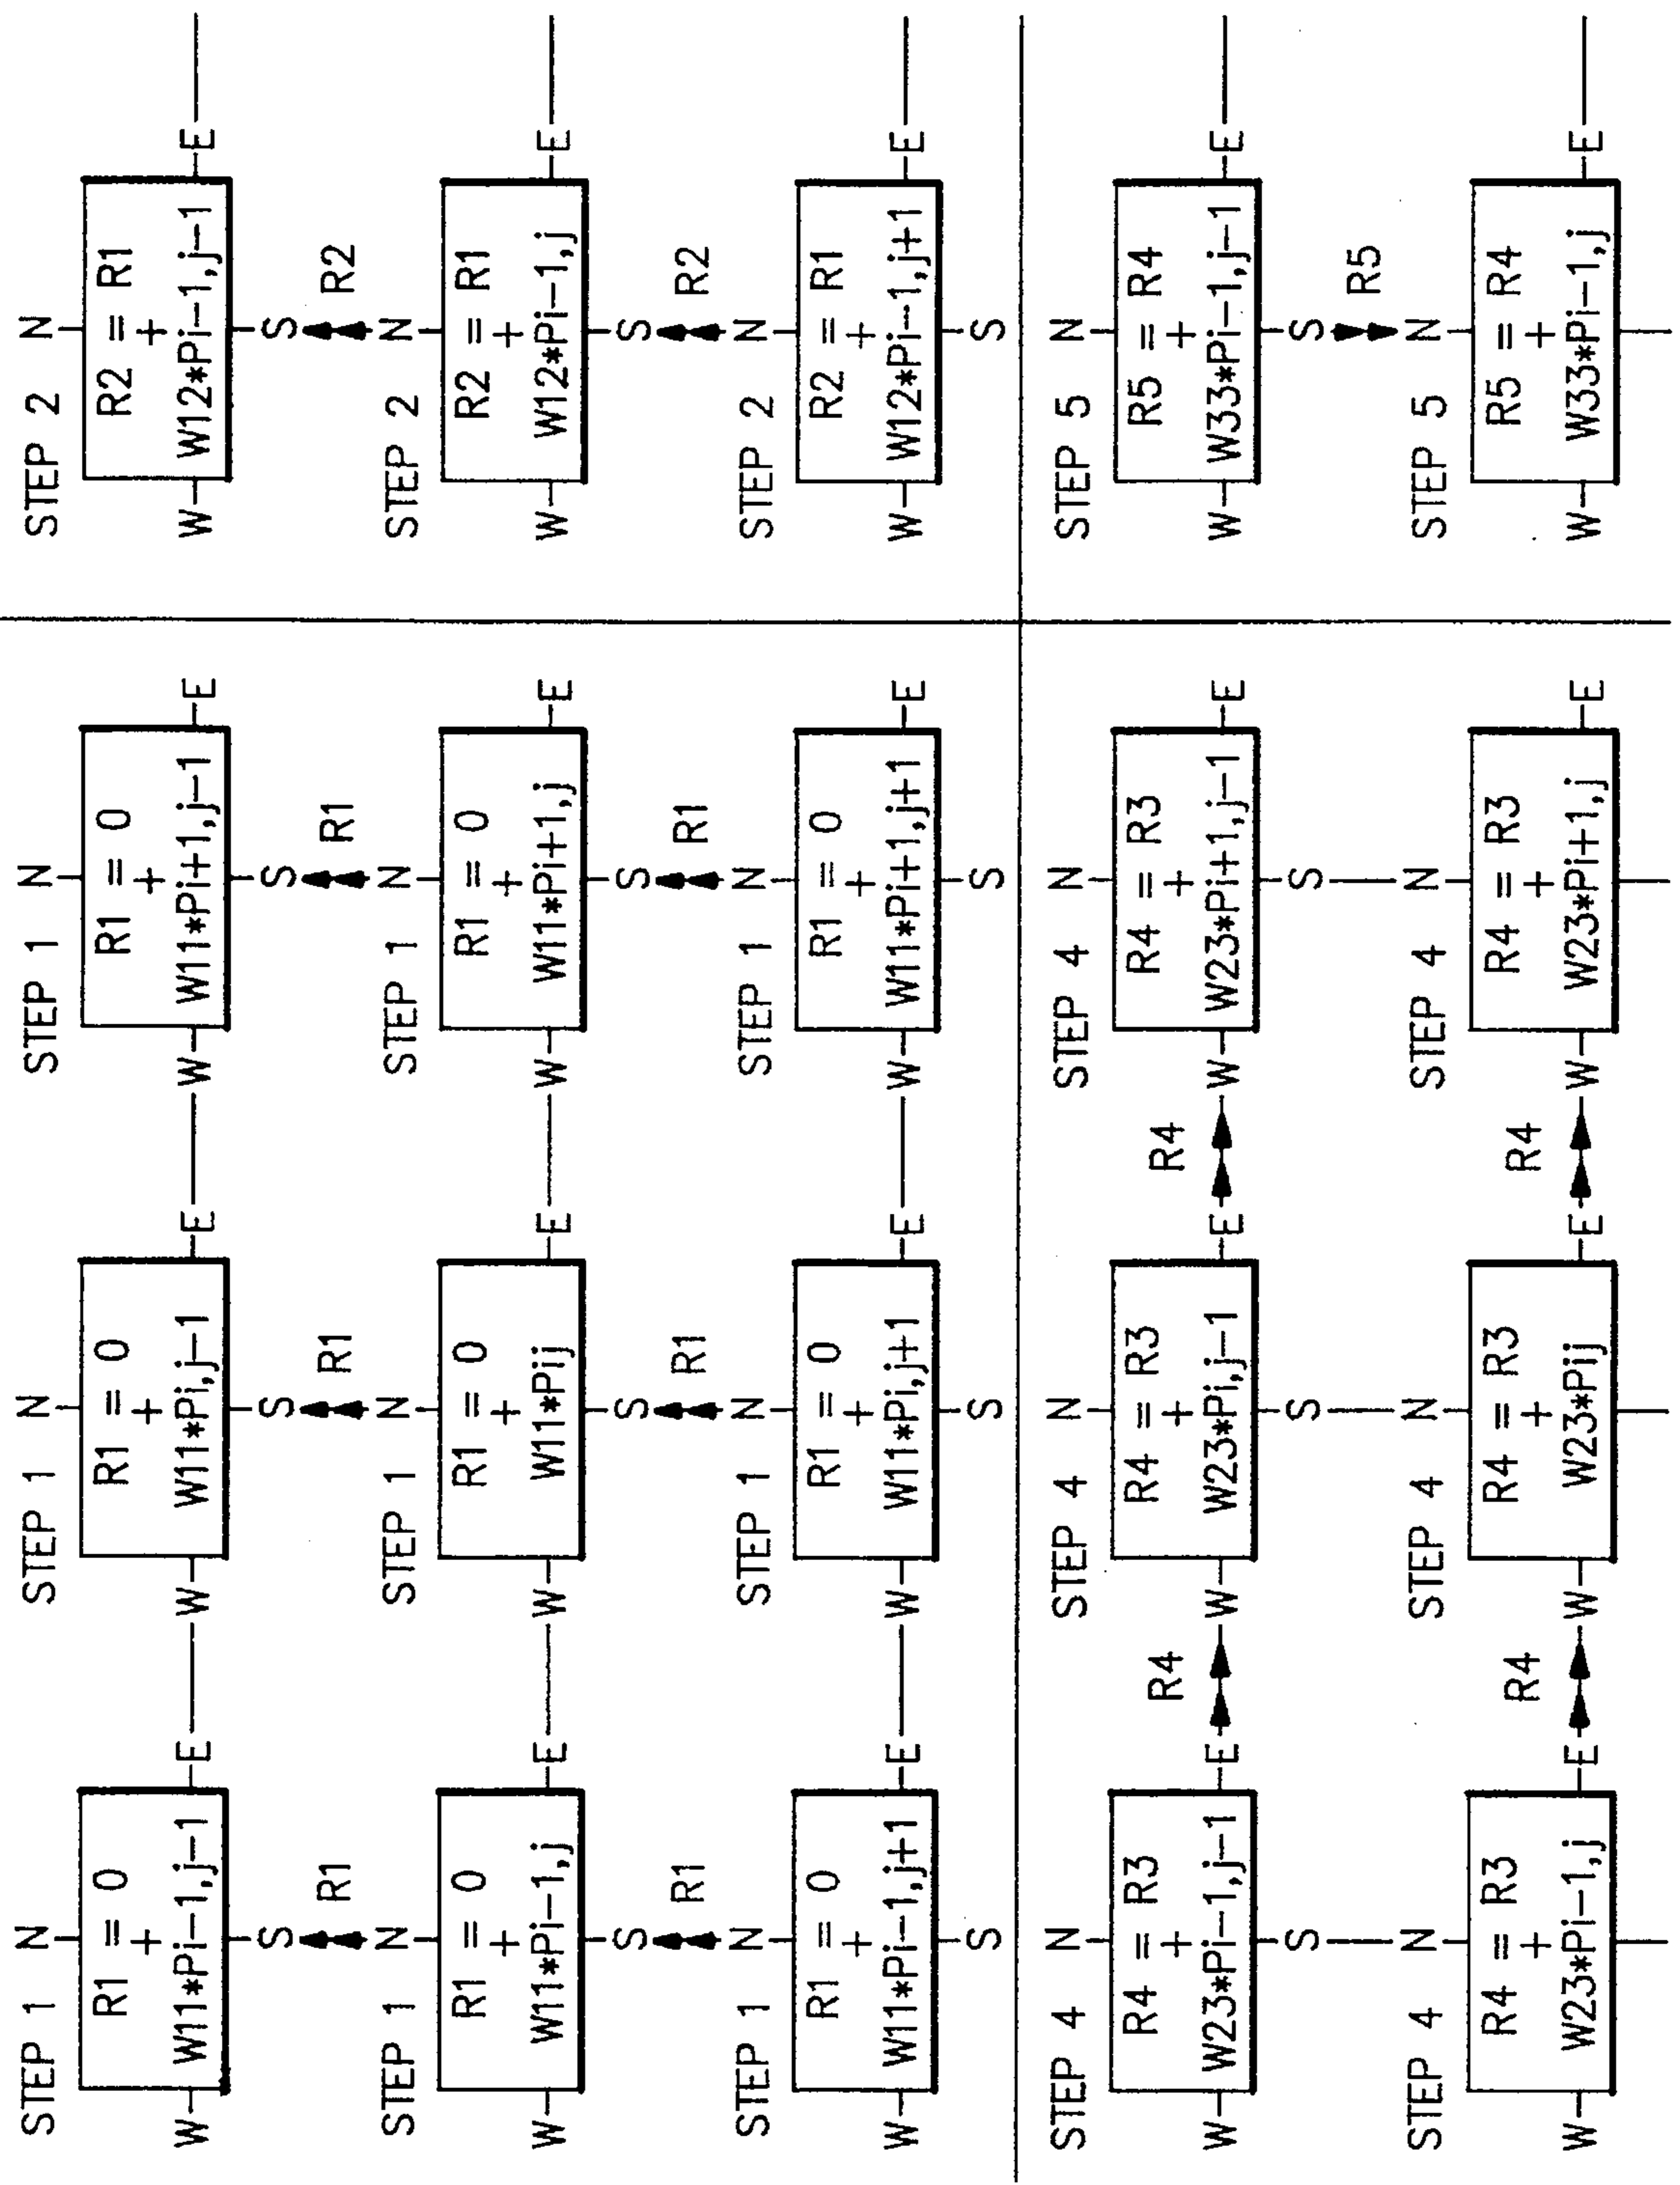 STEP 1 N STEP 1 N STEP 1 N STEP 2 N
R1 = 0 R1 = 0 R1 = 0 R2 = R1
+ + + +
W W11*Pi−1,j−1 E W W11*Pi,j−1 E W W11*Pi+1,j−1 E W W12*Pi−1,j−1 E
S S S S
R1 R1 R1 R2
STEP 1 N STEP 1 N STEP 1 N STEP 2 N
R1 = 0 R1 = 0 R1 = 0 R2 = R1
+ + + +
W W11*Pi−1,j E W W11*Pij E W W11*Pi+1,j E W W12*Pi−1,j E
S S S S
R1 R1 R1 R2
STEP 1 N STEP 1 N STEP 1 N STEP 2 N
R1 = 0 R1 = 0 R1 = 0 R2 = R1
+ + + +
W W11*Pi−1,j+1 E W W11*Pi,j+1 E W W11*Pi+1,j+1 E W W12*Pi−1,j+1 E
S S S S
STEP 4 N STEP 4 N STEP 4 N STEP 5 N
R4 = R3 R4 = R3 R4 = R3 R5 = R4
+ R4 + R4 + +
W W23*Pi−1,j−1 E W W23*Pi,j−1 E W W23*Pi+1,j−1 E W W33*Pi−1,j−1 E
S S S S
R5
STEP 4 N STEP 4 N STEP 4 N STEP 5 N
R4 = R3 R4 = R3 R4 = R3 R5 = R4
+ R4 + R4 + +
W W23*Pi−1,j E W W23*Pij E W W23*Pi+1,j E W W33*Pi−1,j E